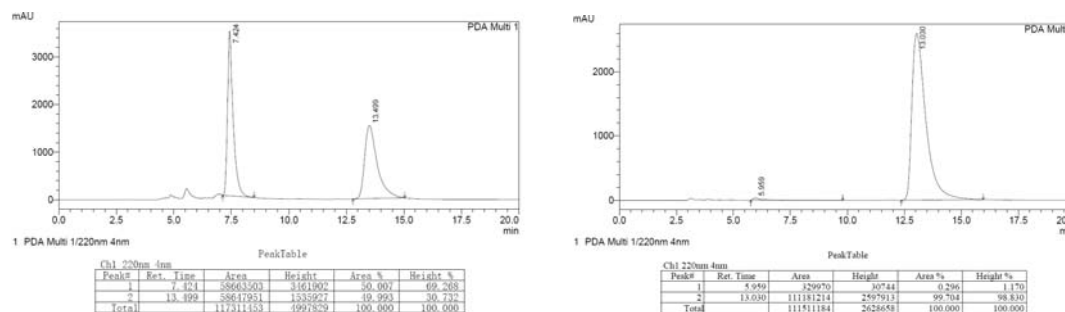 mAU
PDA Multi 1
7.424
13.499
3000
2000
1000
0
0.0 2.5 5.0 7.5 10.0 12.5 15.0 17.5 20.0
min
1 PDA Multi 1/220nm 4nm
PeakTable
Ch1 220nm 4nm
Peak# Ret. Time Area Height Area % Height %
1 7.424 58663503 3461902 50.007 69.268
2 13.499 58647951 1535927 49.993 30.732
Total 117311453 4997829 100.000 100.000
mAU
PDA Multi
13.030
5.959
2000
1000
0
0.0 2.5 5.0 7.5 10.0 12.5 15.0 17.5 20.0
min
1 PDA Multi 1/220nm 4nm
PeakTable
Ch1 220nm 4nm
Peak# Ret. Time Area Height Area % Height %
1 5.959 329970 30744 0.296 1.170
2 13.030 111181214 2597913 99.704 98.830
Total 111511184 2628658 100.000 100.000